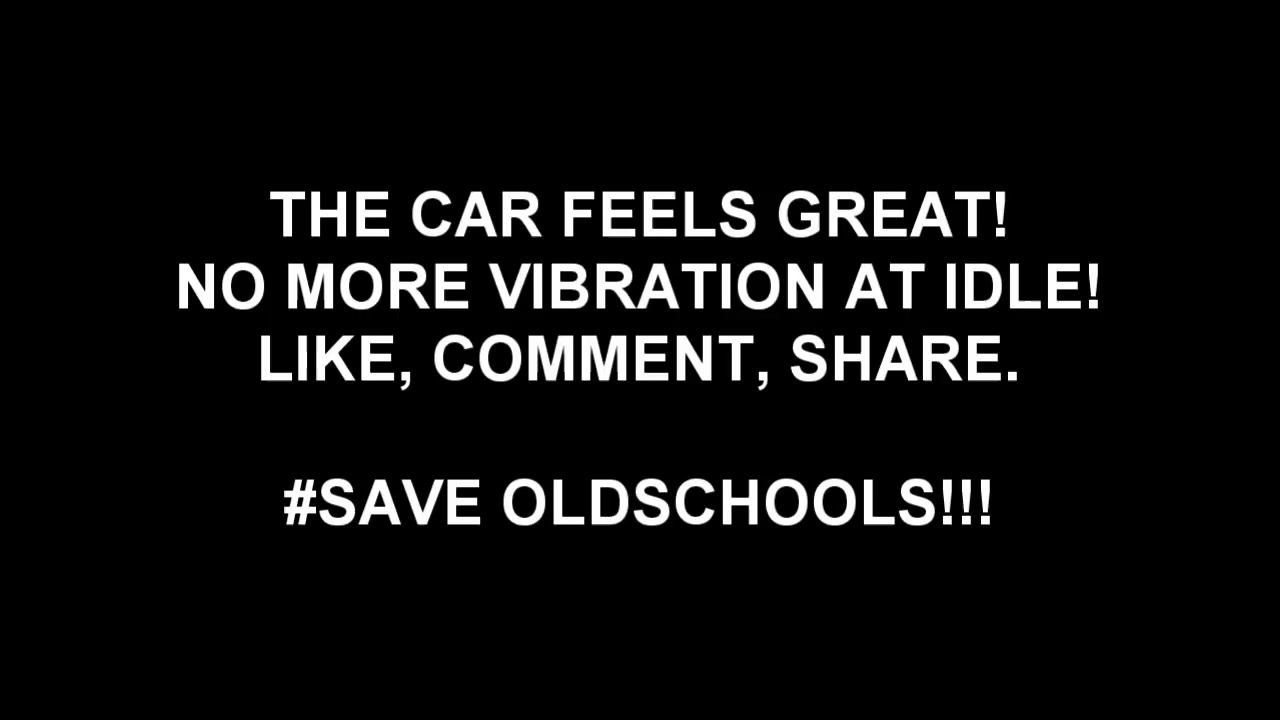 THE CAR FEELS GREAT!
NO MORE VIBRATION AT IDLE!
LIKE, COMMENT, SHARE.
#SAVE OLDSCHOOLS!!!